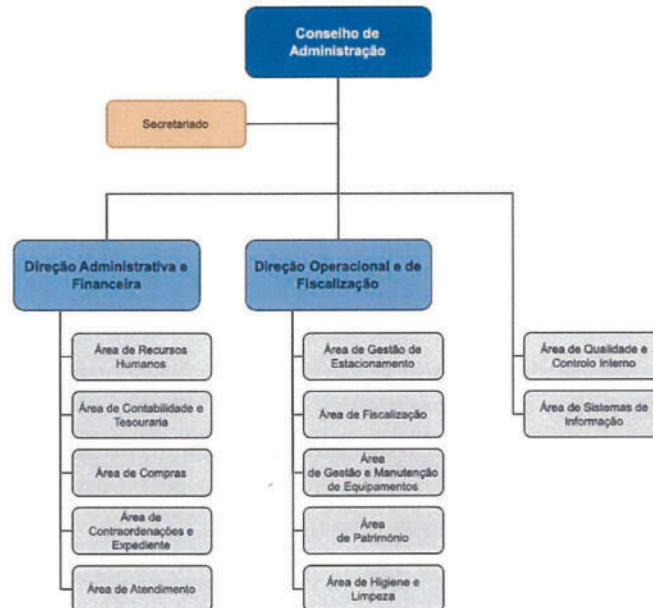 Conselho de
Administração
Secretariado
Direção Administrativa e
Financeira
Direção Operacional e de
Fiscalização
Área de Recursos
Humanos
Área de Contabilidade e
Tesouraria
Área de Compras
Área de
Contraordenações e
Expediente
Área de Atendimento
Área de Gestão de
Estacionamento
Área de Fiscalização
Área
de Gestão e Manutenção
de Equipamentos
Área
de Património
Área de Higiene e
Limpeza
Área de Qualidade e
Controlo Interno
Área de Sistemas de
Informação